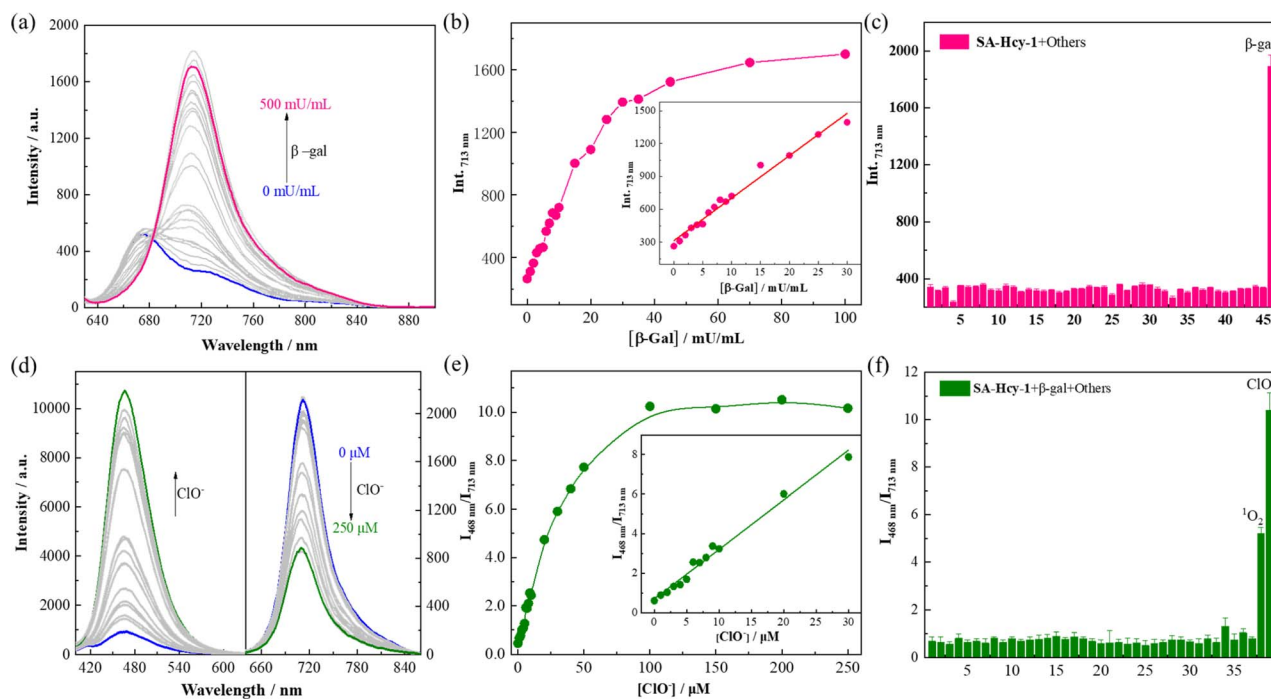 (a)
2000
1800
1600
1200
800
400
0
Intensity / a.u.
500 mU/mL
β –gal
0 mU/mL
640 680 720 760 800 840 880
Wavelength / nm
(b)
1600
1400
1200
1000
800
600
400
200
Int. 713 nm
0 20 40 60 80 100
[β-Gal] / mU/mL
1500
1200
900
600
300
Int. 713 nm
0 5 10 15 20 25 30
[β-Gal] / mU/mL
(c)
SA-Hcy-1+Others
β-ga
2000
1600
1200
800
400
Int. 713 nm
5 10 15 20 25 30 35 40 45
(d)
10000
8000
6000
4000
2000
0
Intensity / a.u.
ClO-
0 μM
ClO-
250 μM
2000
1600
1200
800
400
0
400 460 540 600 660 720 780 840
Wavelength / nm
(e)
10.0
8.0
6.0
4.0
2.0
0.0
I468 nm/I713 nm
0 50 100 150 200 250
[ClO-] / μM
8
6
4
2
0
I468 nm/I713 nm
0 5 10 15 20 25 30
[ClO-] / μM
(f)
SA-Hcy-1+β-gal+Others
ClO
1O2
12
10
8
6
4
2
0
I468 nm/I713 nm
5 10 15 20 25 30 35